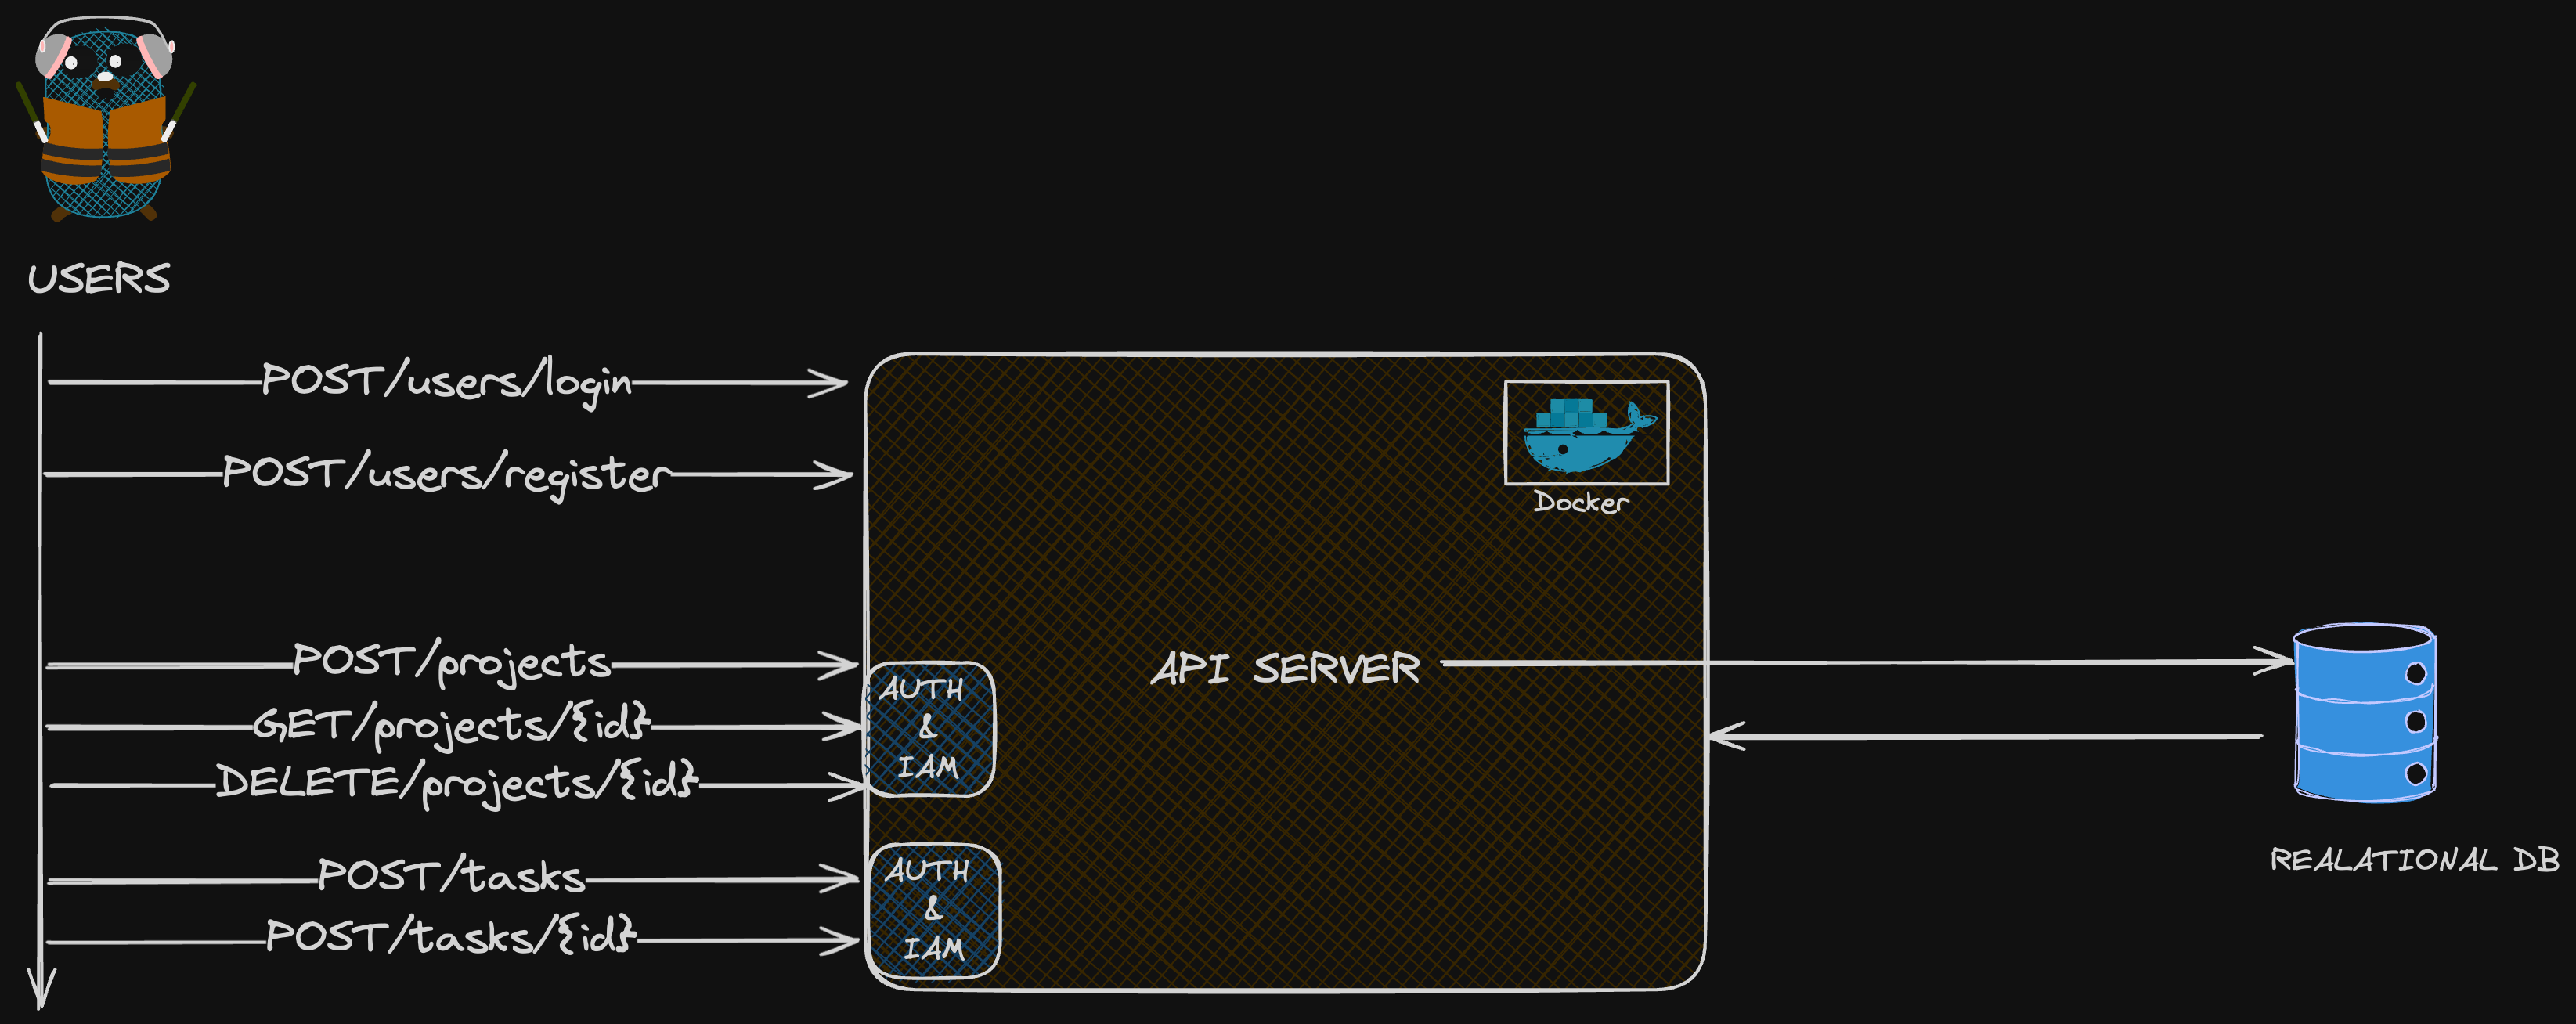 USERS
POST/users/login
POST/users/register
Docker
POST/projects
GET/projects/{id}
DELETE/projects/{id}
AUTH
&
IAM
API SERVER
POST/tasks
POST/tasks/{id}
AUTH
&
IAM
REALATIONAL DB